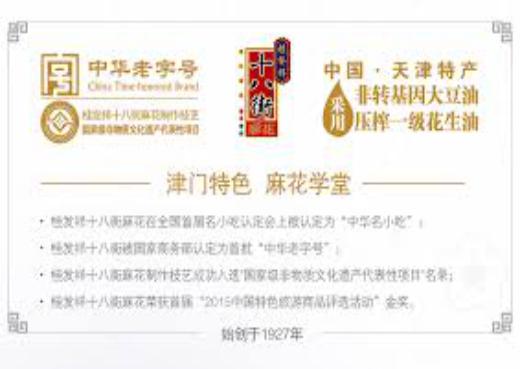 中华老字号
China Time-honored Brand
桂发祥十八街麻花制作技艺
国家级非物质文化遗产代表性项目
桂发祥
十八街
麻花
中国·天津特产
采用
非转基因大豆油
压榨一级花生油
津门特色 麻花学堂
• 桂发祥十八街麻花在全国首届名小吃认定会上被认定为“中华名小吃”；
• 桂发祥十八街被国家商务部认定为首批“中华老字号”；
• 桂发祥十八街麻花制作技艺成功入选“国家级非物质文化遗产代表性项目”名录；
• 桂发祥十八街麻花荣获首届“2015中国特色旅游商品评选活动”金奖。
始创于1927年